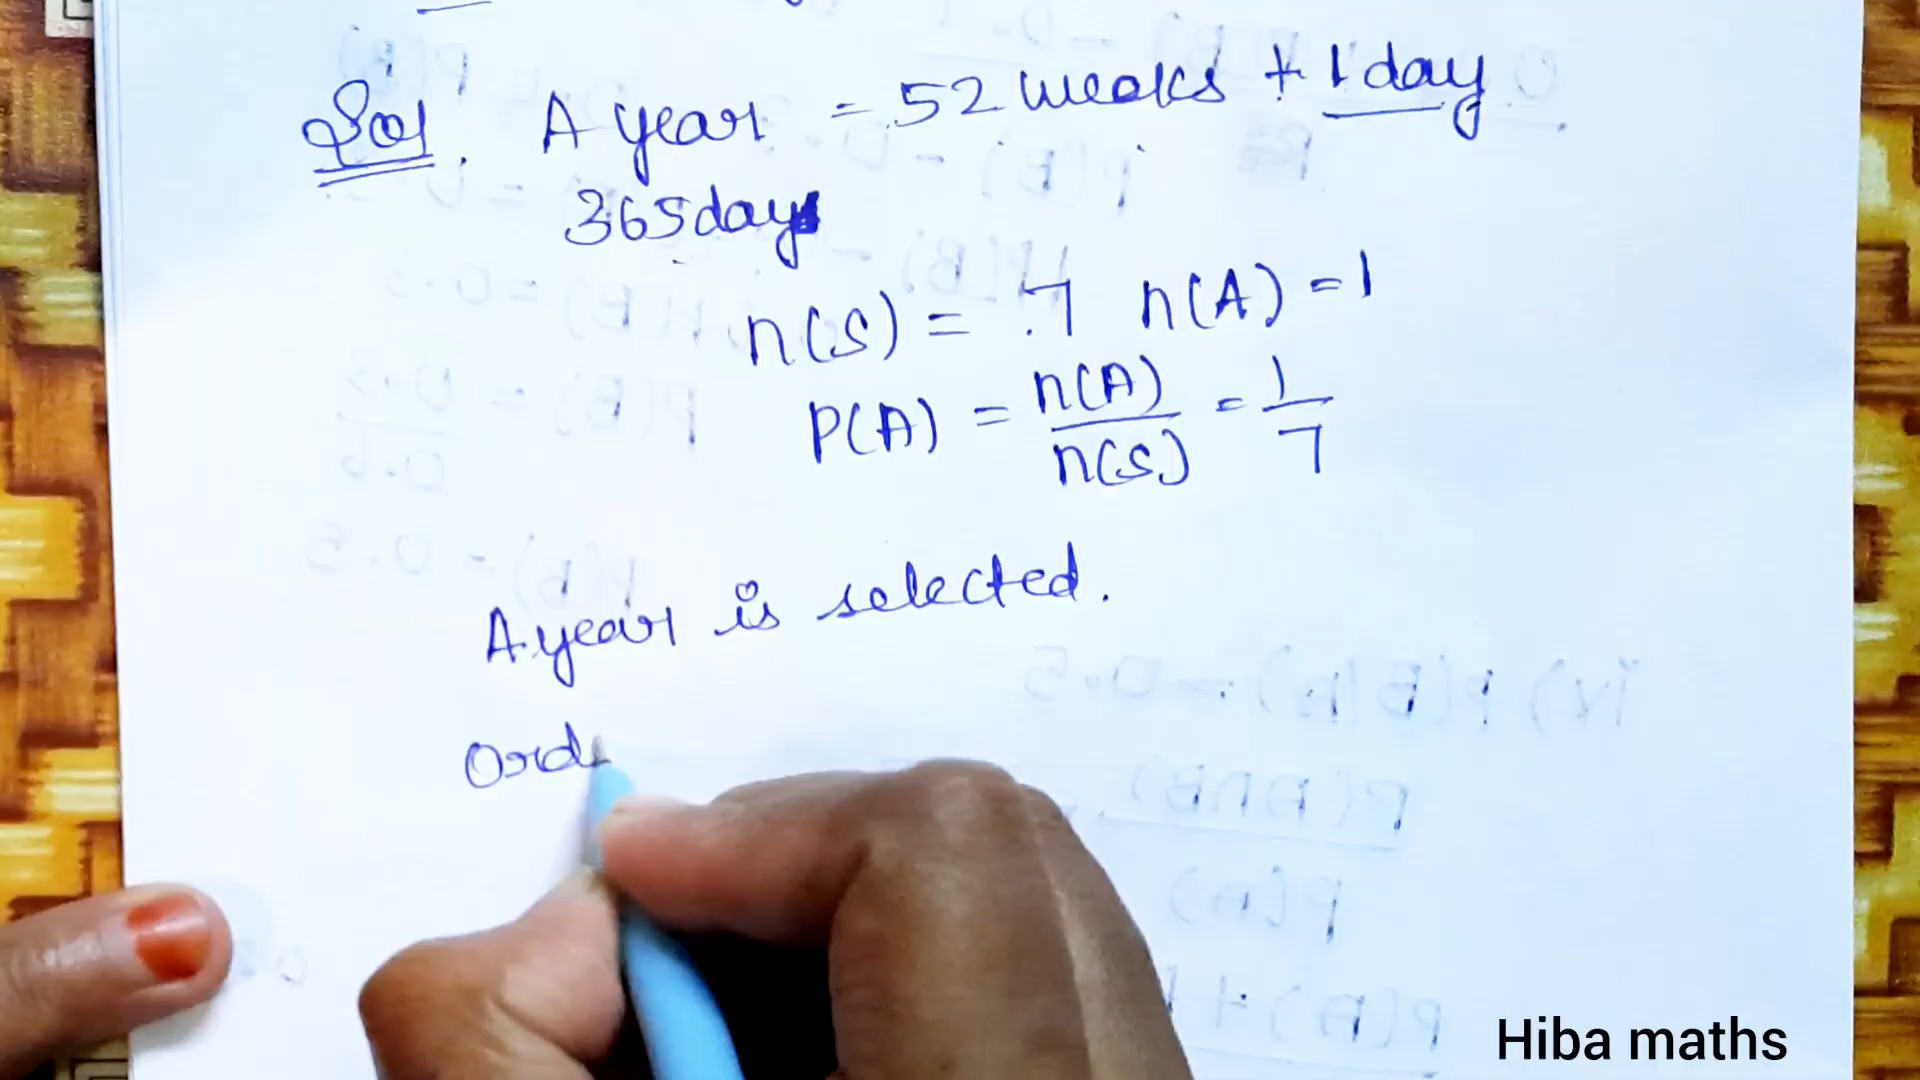 Sol A year = 52 weeks + 1 day
365 days
n(S) = 7 n(A) = 1
P(A) = n(A)/n(S) = 1/7
A year is selected.
Ord
Hiba maths